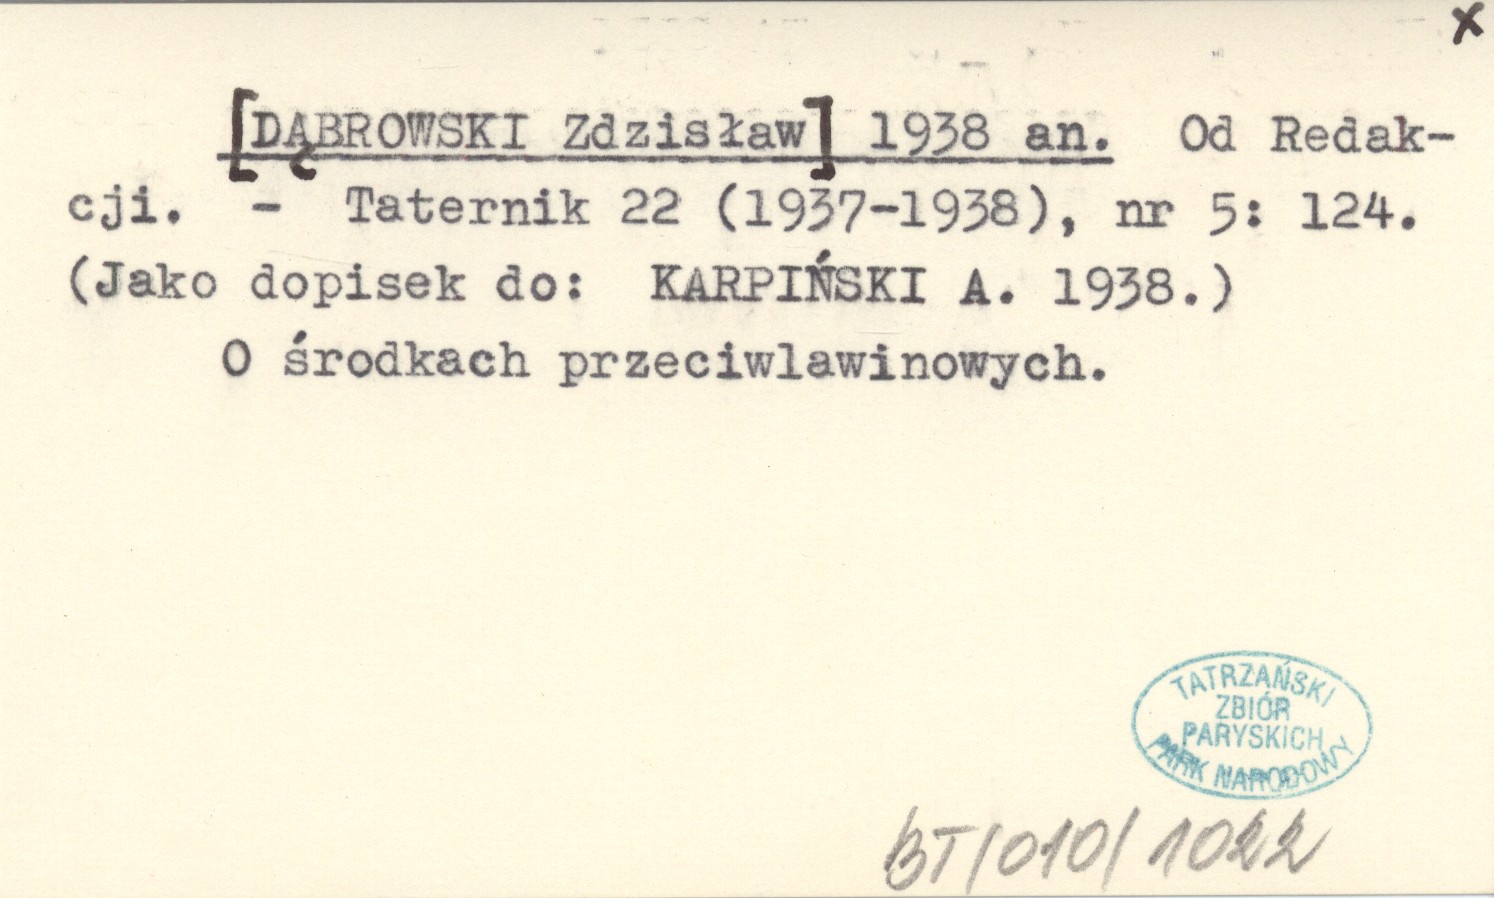 x
[DĄBROWSKI Zdzisław] 1938 an. Od Redak-
cji. - Taternik 22 (1937-1938), nr 5: 124.
(Jako dopisek do: KARPIŃSKI A. 1938.)
O środkach przeciwlawinowych.
TATRZAŃSKI
ZBIÓR
PARYSKICH
PARK NARODOWY
BT/010/1022